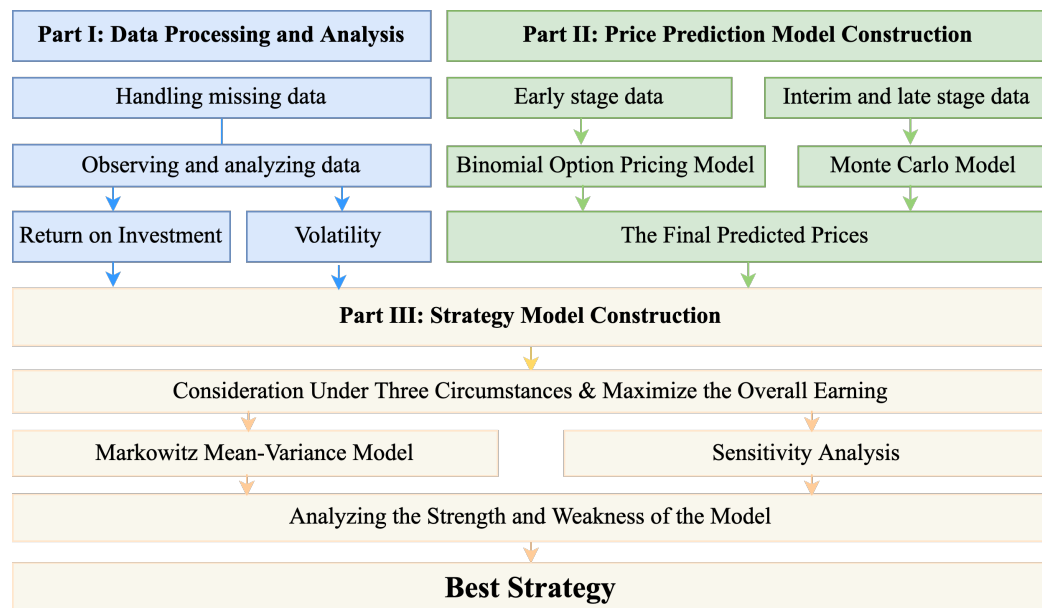 Part I: Data Processing and Analysis
Part II: Price Prediction Model Construction
Handling missing data
Early stage data
Interim and late stage data
Observing and analyzing data
Binomial Option Pricing Model
Monte Carlo Model
Return on Investment
Volatility
The Final Predicted Prices
Part III: Strategy Model Construction
Consideration Under Three Circumstances & Maximize the Overall Earning
Markowitz Mean-Variance Model
Sensitivity Analysis
Analyzing the Strength and Weakness of the Model
Best Strategy